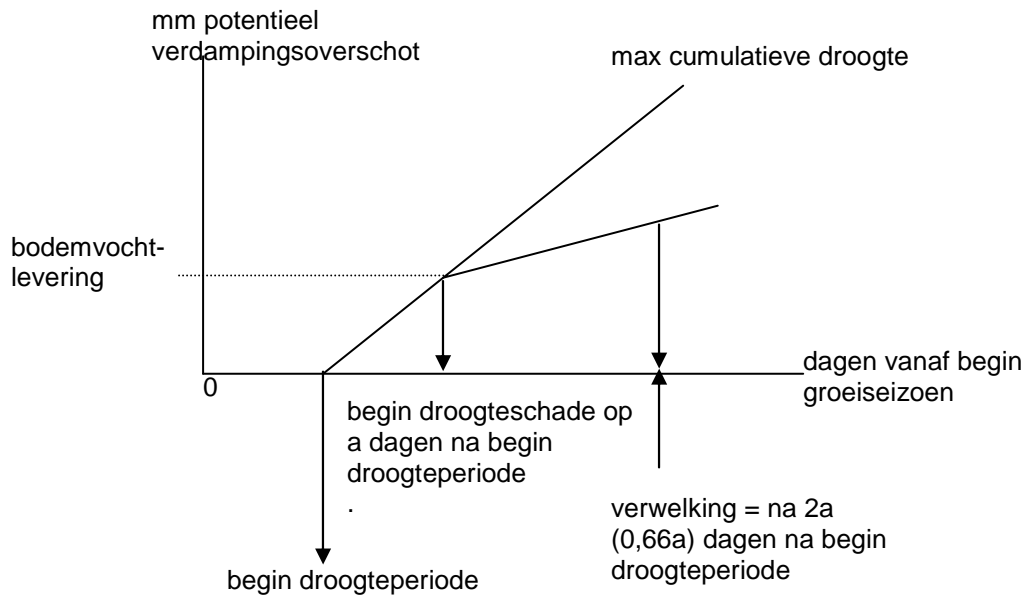 mm potentieel
verdampingsoverschot
max cumulatieve droogte
bodemvocht-
levering
0
dagen vanaf begin
groeiseizoen
begin droogteschade op
a dagen na begin
droogteperiode
.
verwelking = na 2a
(0,66a) dagen na begin
droogteperiode
begin droogteperiode